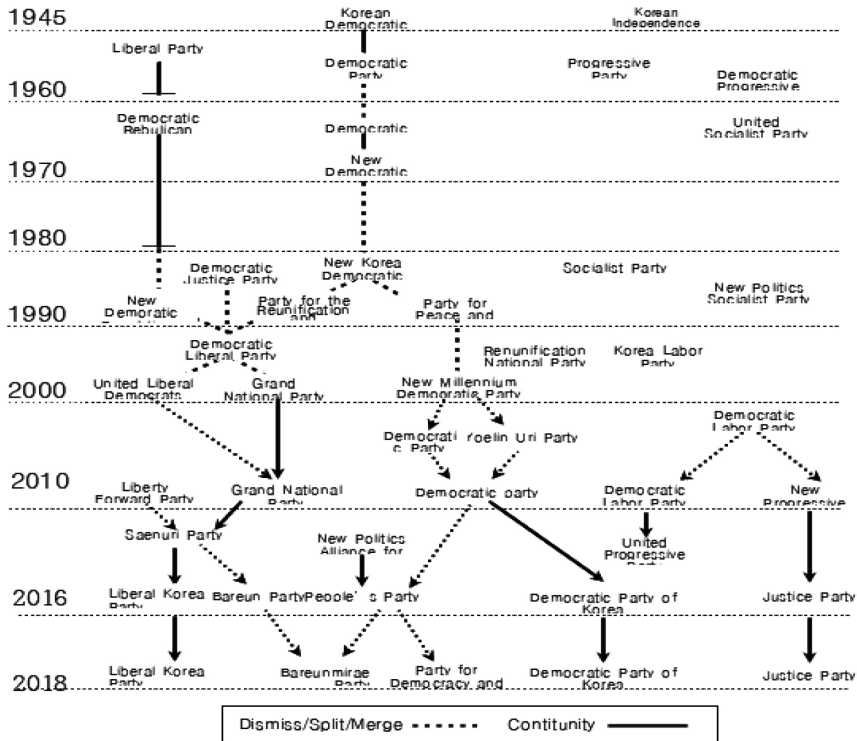 1945
Korean
Democratic
Korean
Independence
Liberal Party
Democratic
Party
Progressive
Party
Democratic
Progressive
1960
Democratic
Rebulican
Democratic
United
Socialist Party
New
Democratic
1970
1980
Democratic
Justice Party
New Korea
Democratic
Socialist Party
New Politics
Socialist Party
New
Demoratic
Party for the
Reunification
and
Party for
Peace and
1990
Democratic
Liberal Party
Renunification
National Party
Korea Labor
Party
United Liberal
Demcrats
Grand
National Party
New Millennium
Democratic Party
2000
Democratic
Labor Party
Democrati
c Party
Yoelin Uri Party
2010
Liberty
Forward Party
Grand National
Party
Democratic party
Democratic
Labor Party
New
Progressive
Saenuri Party
New Politics
Alliance for
United
Progressive
Party
2016
Liberal Korea
Party
Bareun Party
People's Party
Democratic Party of
Korea
Justice Party
2018
Liberal Korea
Party
Bareunmirae
Party
Party for
Democracy and
Democratic Party of
Korea
Justice Party
Dismiss/Split/Merge
Contitunity